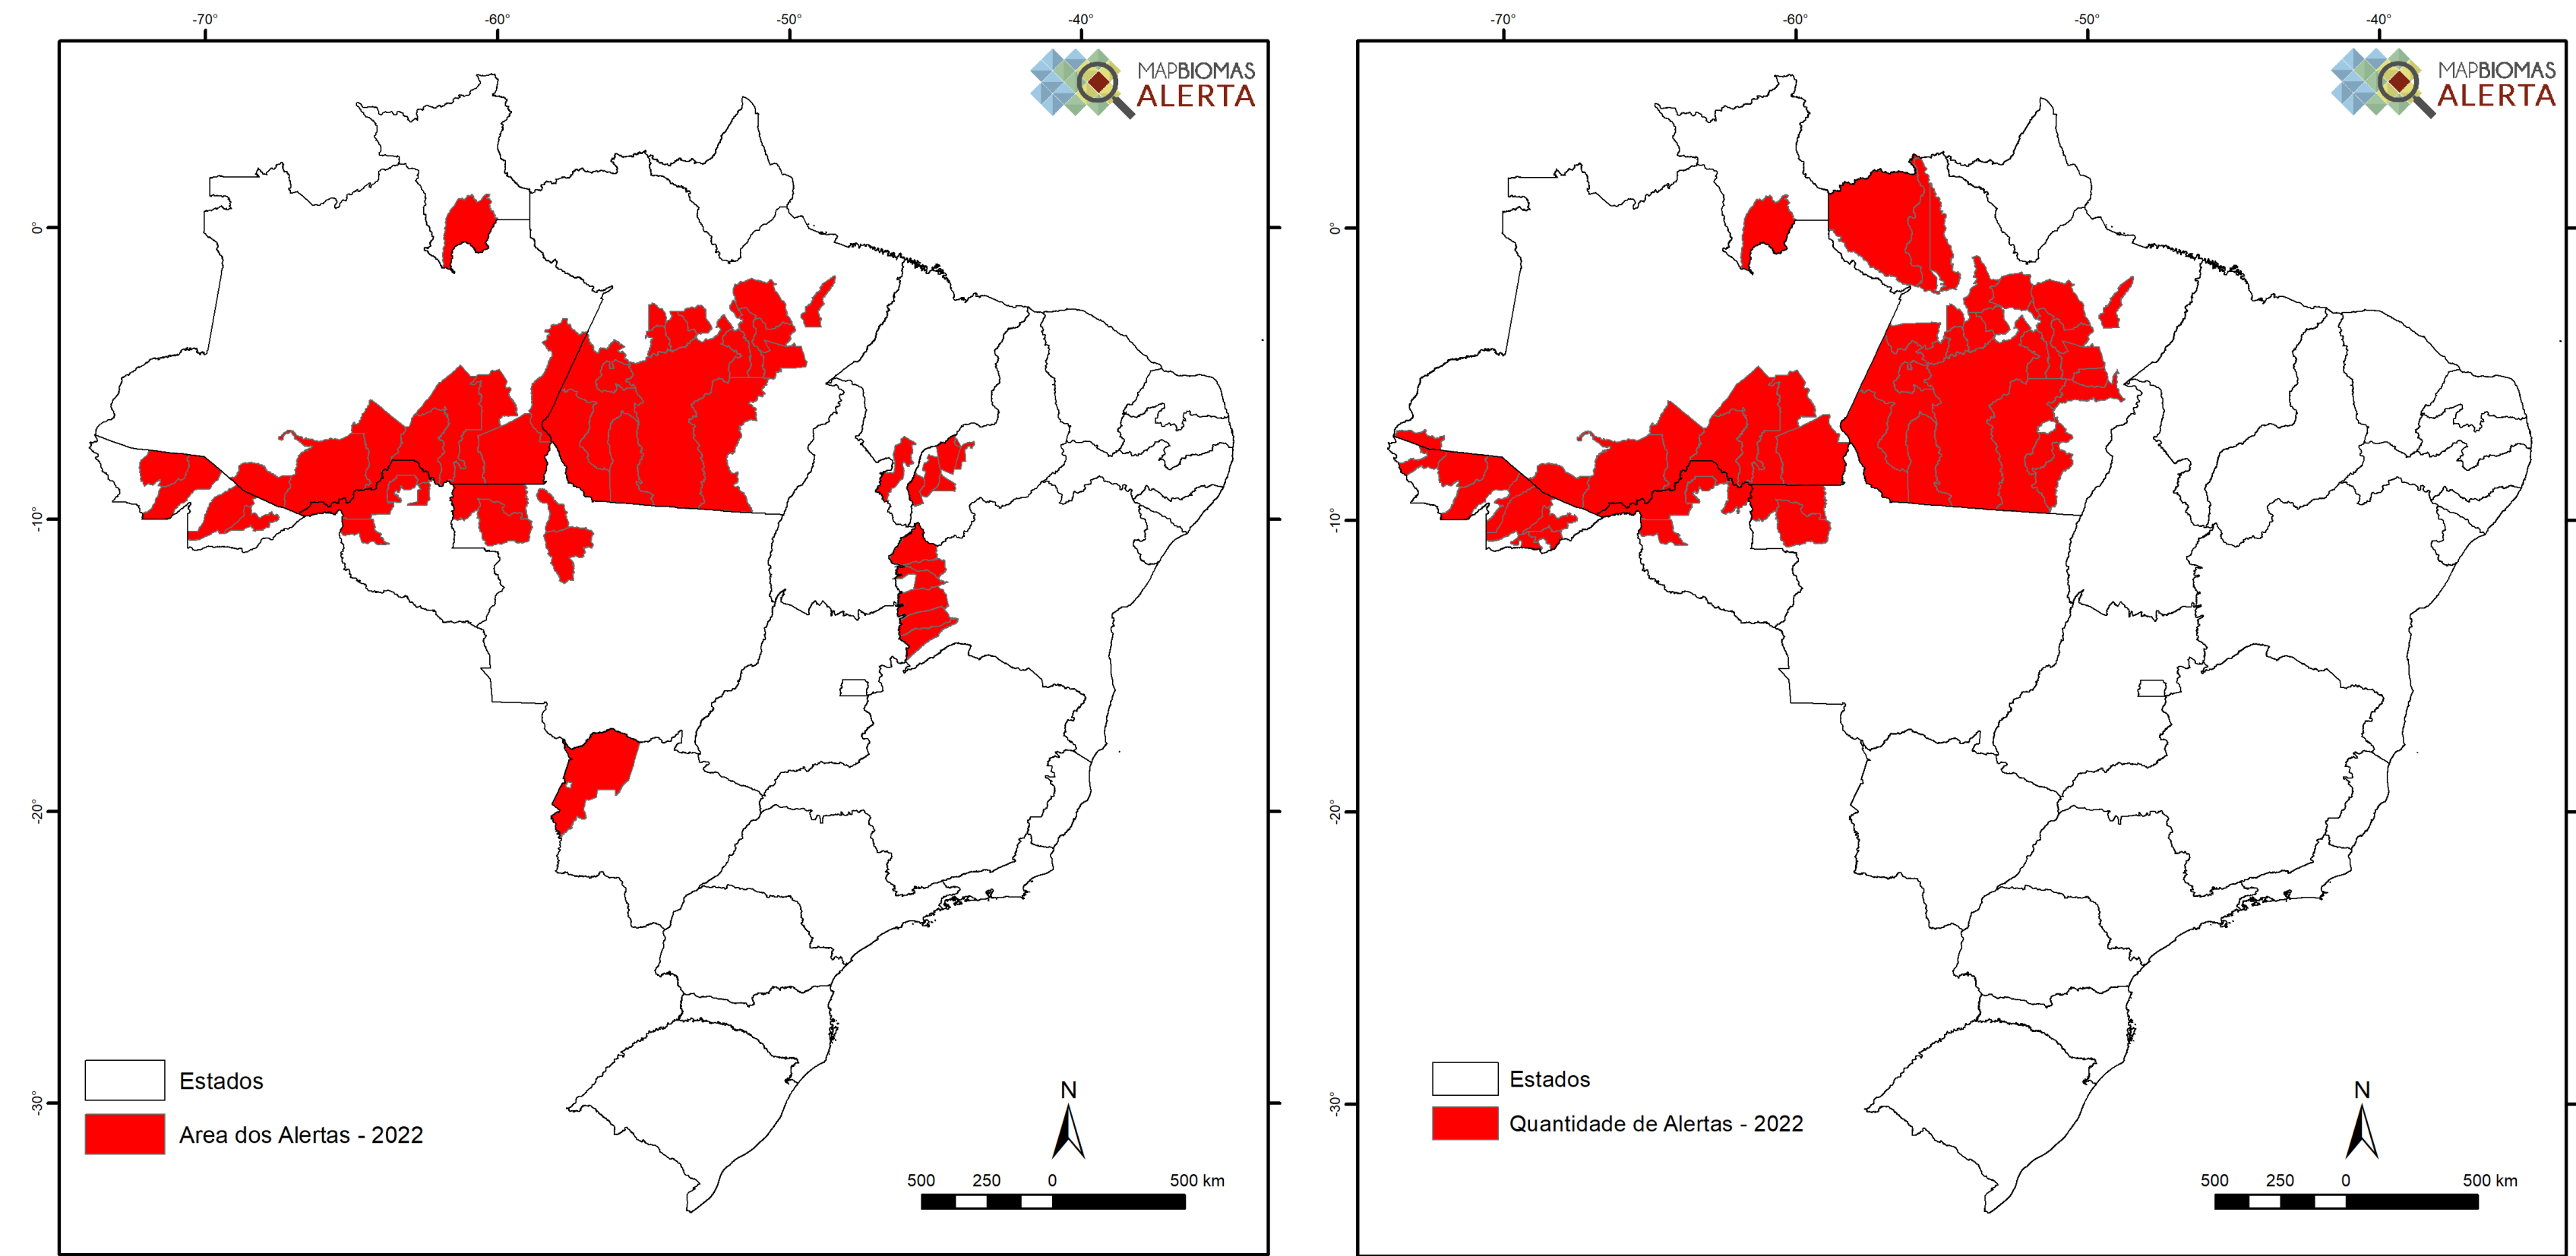 -70° -60° -50° -40°
MAPBIOMAS
ALERTA
0°
-10°
-20°
-30°
Estados
Area dos Alertas - 2022
N
500 250 0 500 km
-70° -60° -50° -40°
MAPBIOMAS
ALERTA
0°
-10°
-20°
-30°
Estados
Quantidade de Alertas - 2022
N
500 250 0 500 km